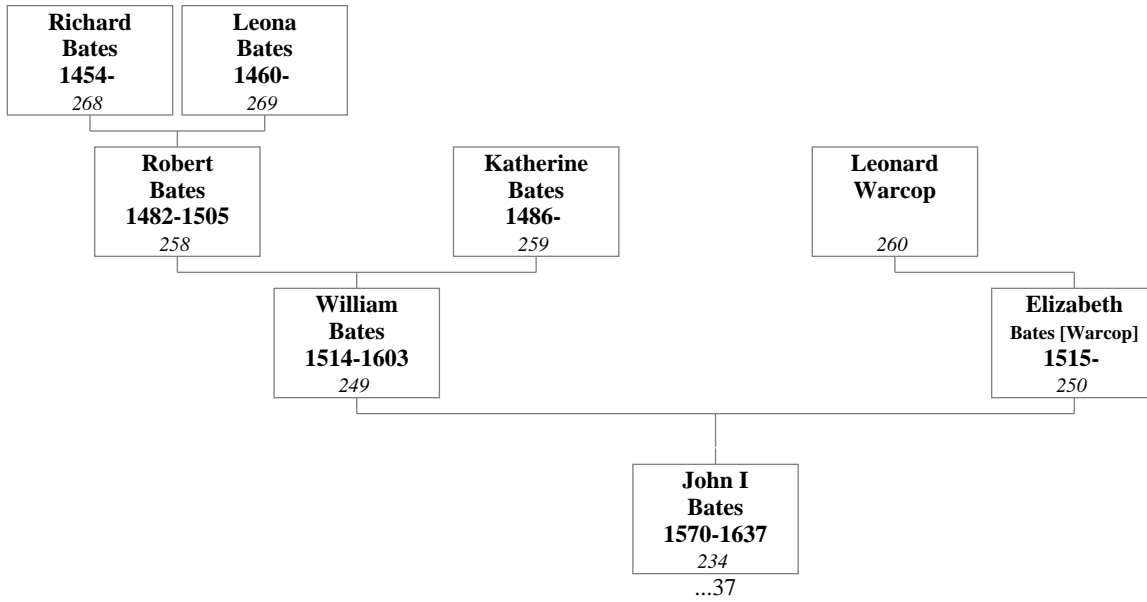 Richard
Bates
1454-
268
Leona
Bates
1460-
269
Robert
Bates
1482-1505
258
Katherine
Bates
1486-
259
Leonard
Warcop
260
William
Bates
1514-1603
249
Elizabeth
Bates [Warcop]
1515-
250
John I
Bates
1570-1637
234
...37